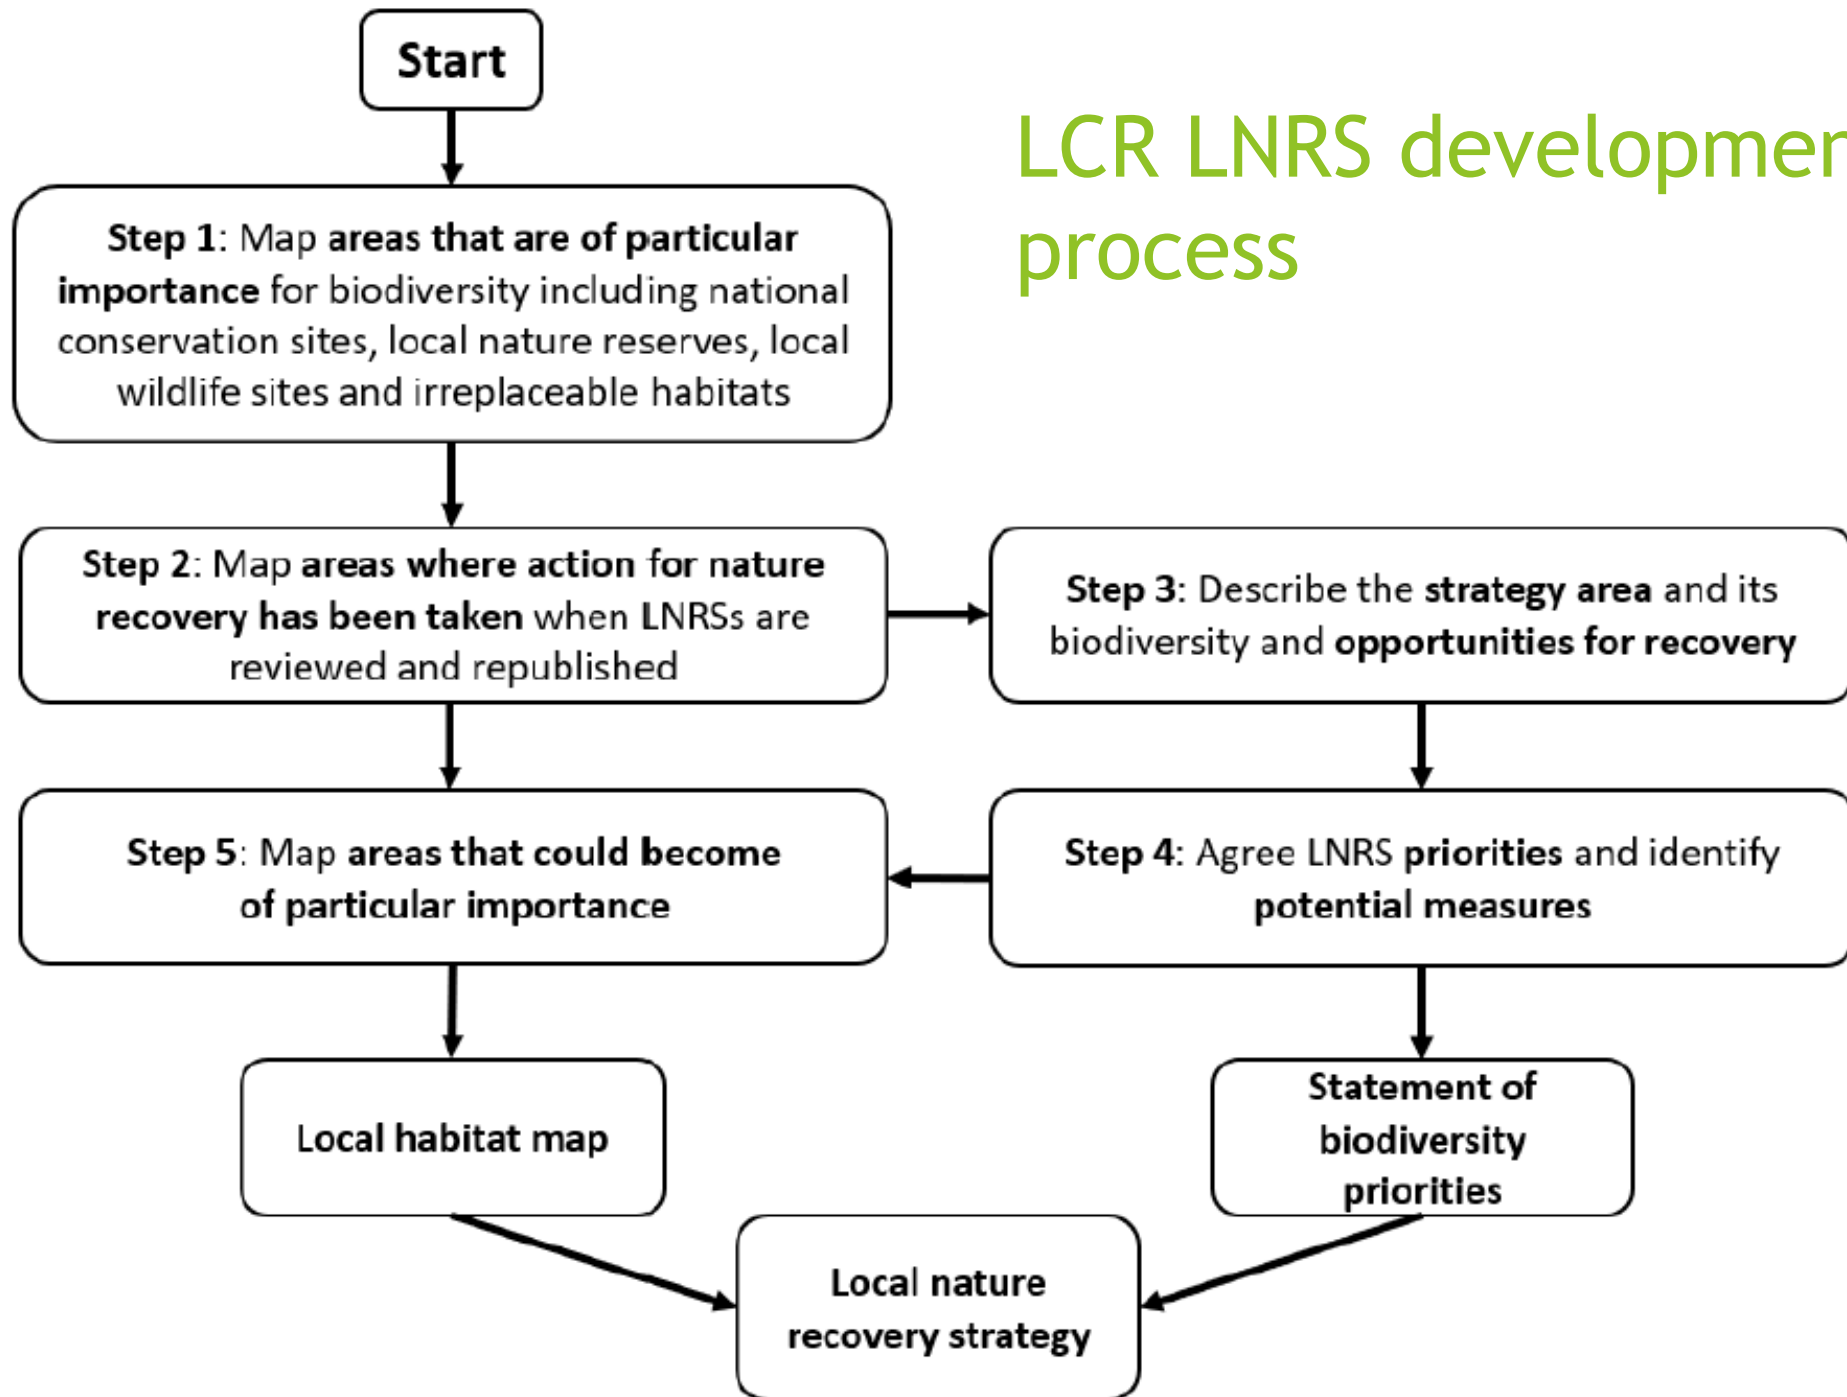 Start
LCR LNRS developmen
process
Step 1: Map areas that are of particular
importance for biodiversity including national
conservation sites, local nature reserves, local
wildlife sites and irreplaceable habitats
Step 2: Map areas where action for nature
recovery has been taken when LNRSs are
reviewed and republished
Step 3: Describe the strategy area and its
biodiversity and opportunities for recovery
Step 5: Map areas that could become
of particular importance
Step 4: Agree LNRS priorities and identify
potential measures
Local habitat map
Statement of
biodiversity
priorities
Local nature
recovery strategy